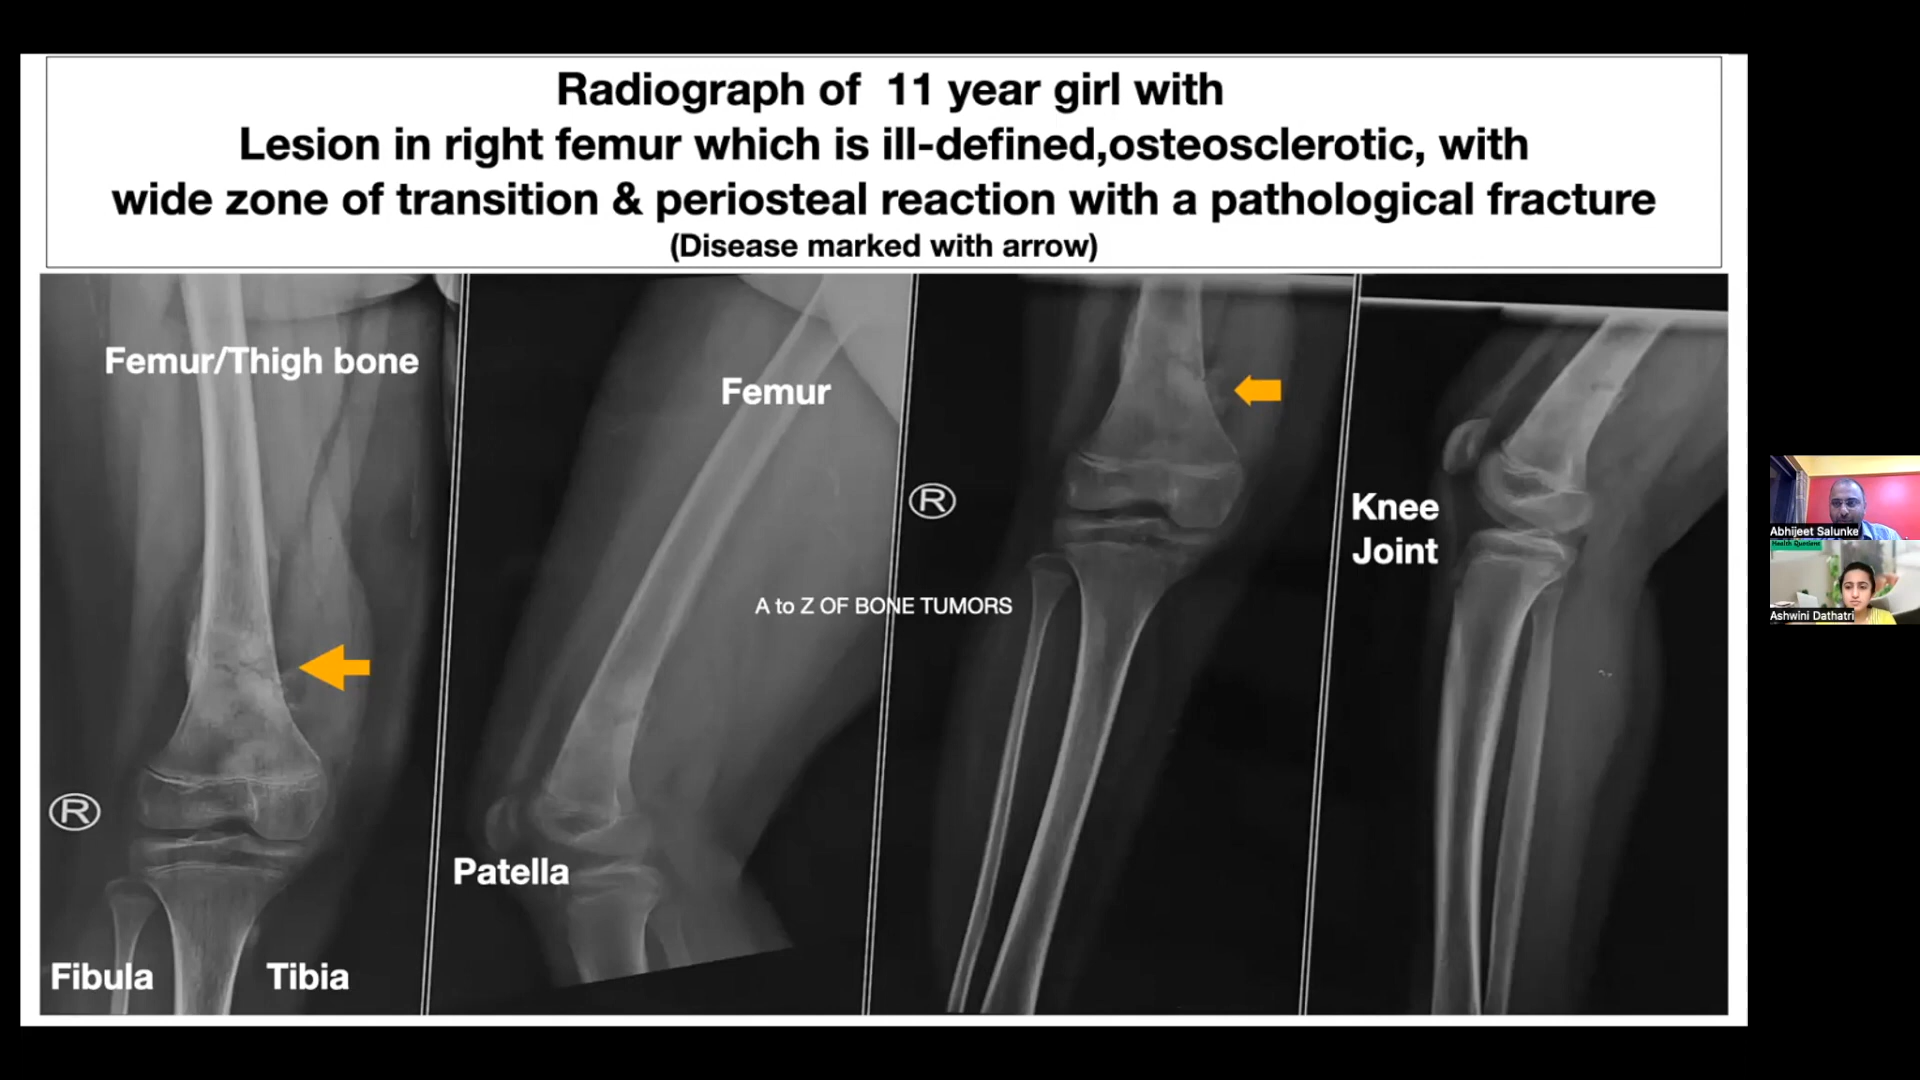 Radiograph of 11 year girl with
Lesion in right femur which is ill-defined,osteosclerotic, with
wide zone of transition & periosteal reaction with a pathological fracture
(Disease marked with arrow)
Femur/Thigh bone
Femur
R
Knee
Joint
A to Z OF BONE TUMORS
R
Patella
Fibula
Tibia
Abhijeet Salunke
Health Quotient
Ashwini Dathatri